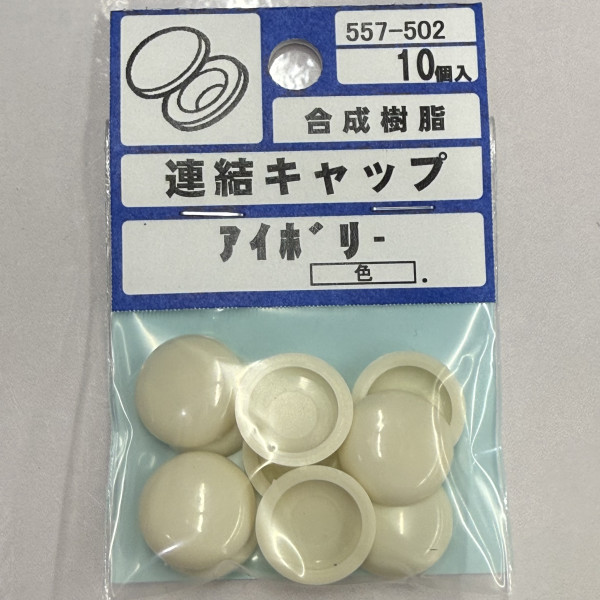 557-502
10個入
合成樹脂
連結キャップ
アイボリー
色